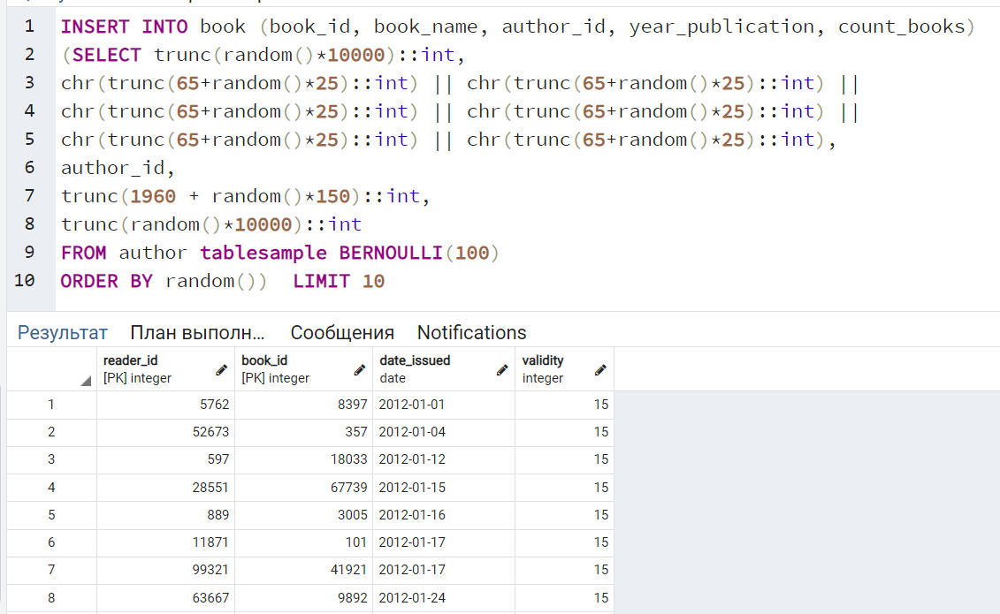 1 INSERT INTO book (book_id, book_name, author_id, year_publication, count_books)
2 (SELECT trunc(random()*10000)::int,
3 chr(trunc(65+random()*25)::int) || chr(trunc(65+random()*25)::int) ||
4 chr(trunc(65+random()*25)::int) || chr(trunc(65+random()*25)::int) ||
5 chr(trunc(65+random()*25)::int) || chr(trunc(65+random()*25)::int),
6 author_id,
7 trunc(1960 + random()*150)::int,
8 trunc(random()*10000)::int
9 FROM author tablesample BERNOULLI(100)
10 ORDER BY random())  LIMIT 10
Результат План выполн... Сообщения Notifications
reader_id book_id date_issued validity
[PK] integer [PK] integer date integer
1 5762 8397 2012-01-01 15
2 52673 357 2012-01-04 15
3 597 18033 2012-01-12 15
4 28551 67739 2012-01-15 15
5 889 3005 2012-01-16 15
6 11871 101 2012-01-17 15
7 99321 41921 2012-01-17 15
8 63667 9892 2012-01-24 15